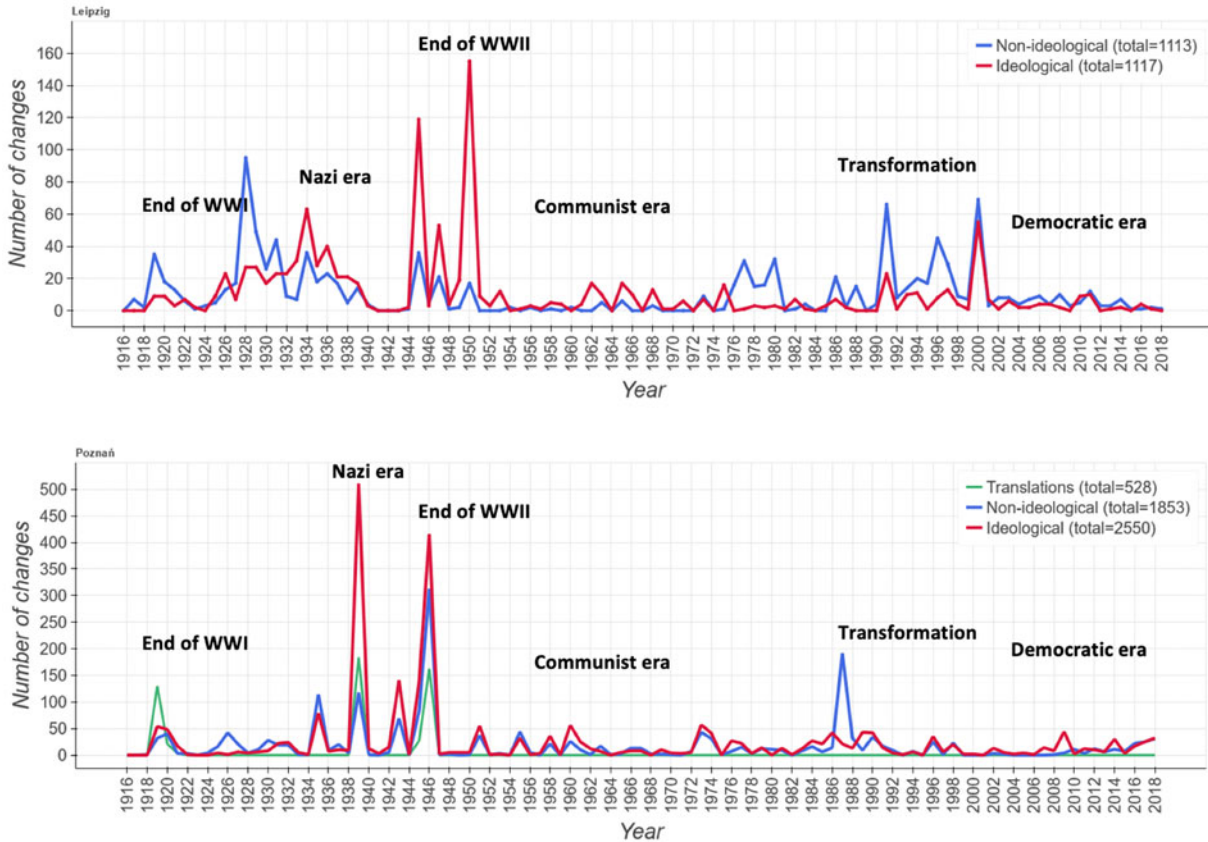 Leipzig
End of WWII
Non-ideological (total=1113)
Ideological (total=1117)
Nazi era
Transformation
End of WWI
Communist era
Democratic era
Number of changes
160
140
120
100
80
60
40
20
0
1916 1918 1920 1922 1924 1926 1928 1930 1932 1934 1936 1938 1940 1942 1944 1946 1948 1950 1952 1954 1956 1958 1960 1962 1964 1966 1968 1970 1972 1974 1976 1978 1980 1982 1984 1986 1988 1990 1992 1994 1996 1998 2000 2002 2004 2006 2008 2010 2012 2014 2016 2018
Year
Poznań
Nazi era
Translations (total=528)
Non-ideological (total=1853)
Ideological (total=2550)
End of WWII
End of WWI
Transformation
Communist era
Democratic era
Number of changes
500
450
400
350
300
250
200
150
100
50
0
1916 1918 1920 1922 1924 1926 1928 1930 1932 1934 1936 1938 1940 1942 1944 1946 1948 1950 1952 1954 1956 1958 1960 1962 1964 1966 1968 1970 1972 1974 1976 1978 1980 1982 1984 1986 1988 1990 1992 1994 1996 1998 2000 2002 2004 2006 2008 2010 2012 2014 2016 2018
Year